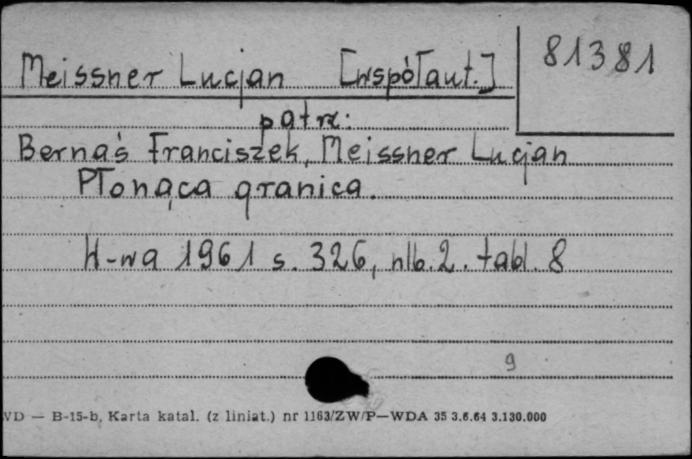 81381
Meissner Lucjan [współaut.]
patrz:
Bernaś Franciszek, Meissner Lucjan
Płonąca granica.
W-wa 1961 s. 326, nlb. 2. tabl. 8
9
WD — B-15-b, Karta katal. (z liniat.) nr 1163/ZW/P—WDA 35 3.6.64 3.130.000